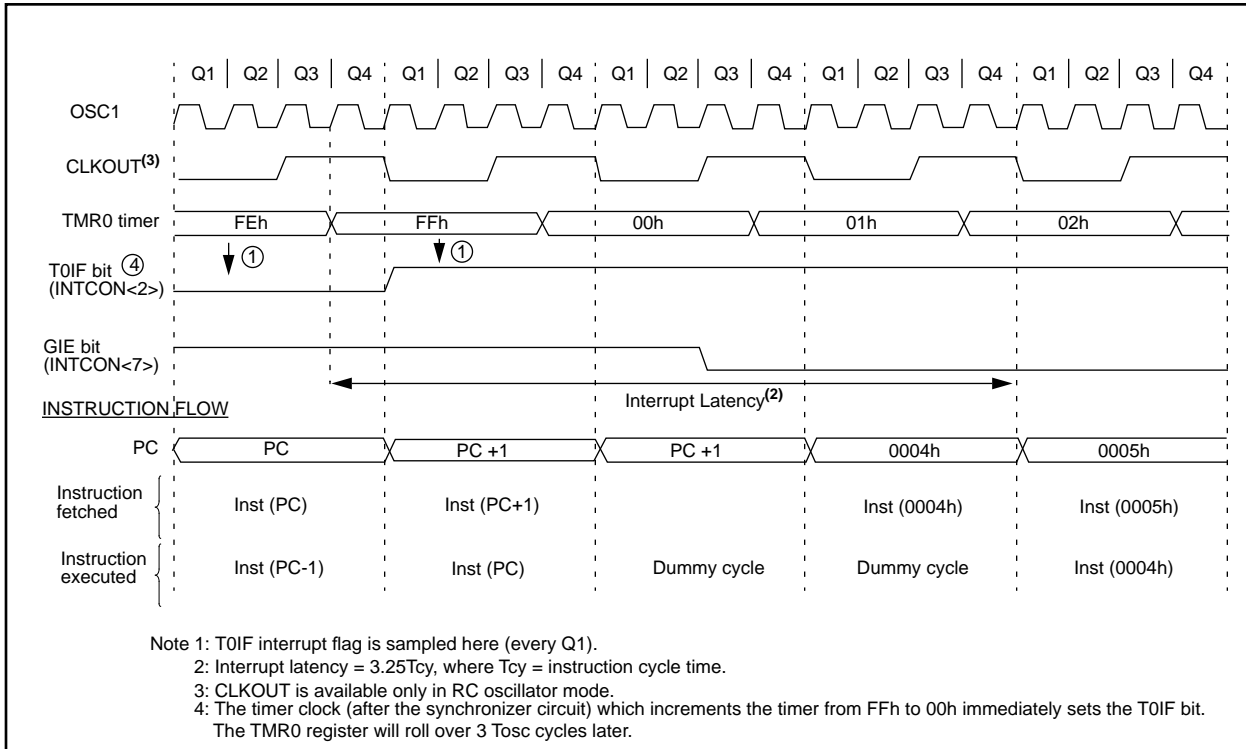 Q1 Q2 Q3 Q4 Q1 Q2 Q3 Q4 Q1 Q2 Q3 Q4 Q1 Q2 Q3 Q4 Q1 Q2 Q3 Q4
OSC1
CLKOUT(3)
TMR0 timer FEh FFh 00h 01h 02h
1 1
T0IF bit 4
(INTCON<2>)
GIE bit
(INTCON<7>)
Interrupt Latency(2)
INSTRUCTION FLOW
PC PC PC +1 PC +1 0004h 0005h
Instruction
fetched
Inst (PC) Inst (PC+1) Inst (0004h) Inst (0005h)
Instruction
executed
Inst (PC-1) Inst (PC) Dummy cycle Dummy cycle Inst (0004h)
Note 1: T0IF interrupt flag is sampled here (every Q1).
2: Interrupt latency = 3.25Tcy, where Tcy = instruction cycle time.
3: CLKOUT is available only in RC oscillator mode.
4: The timer clock (after the synchronizer circuit) which increments the timer from FFh to 00h immediately sets the T0IF bit.
The TMR0 register will roll over 3 Tosc cycles later.